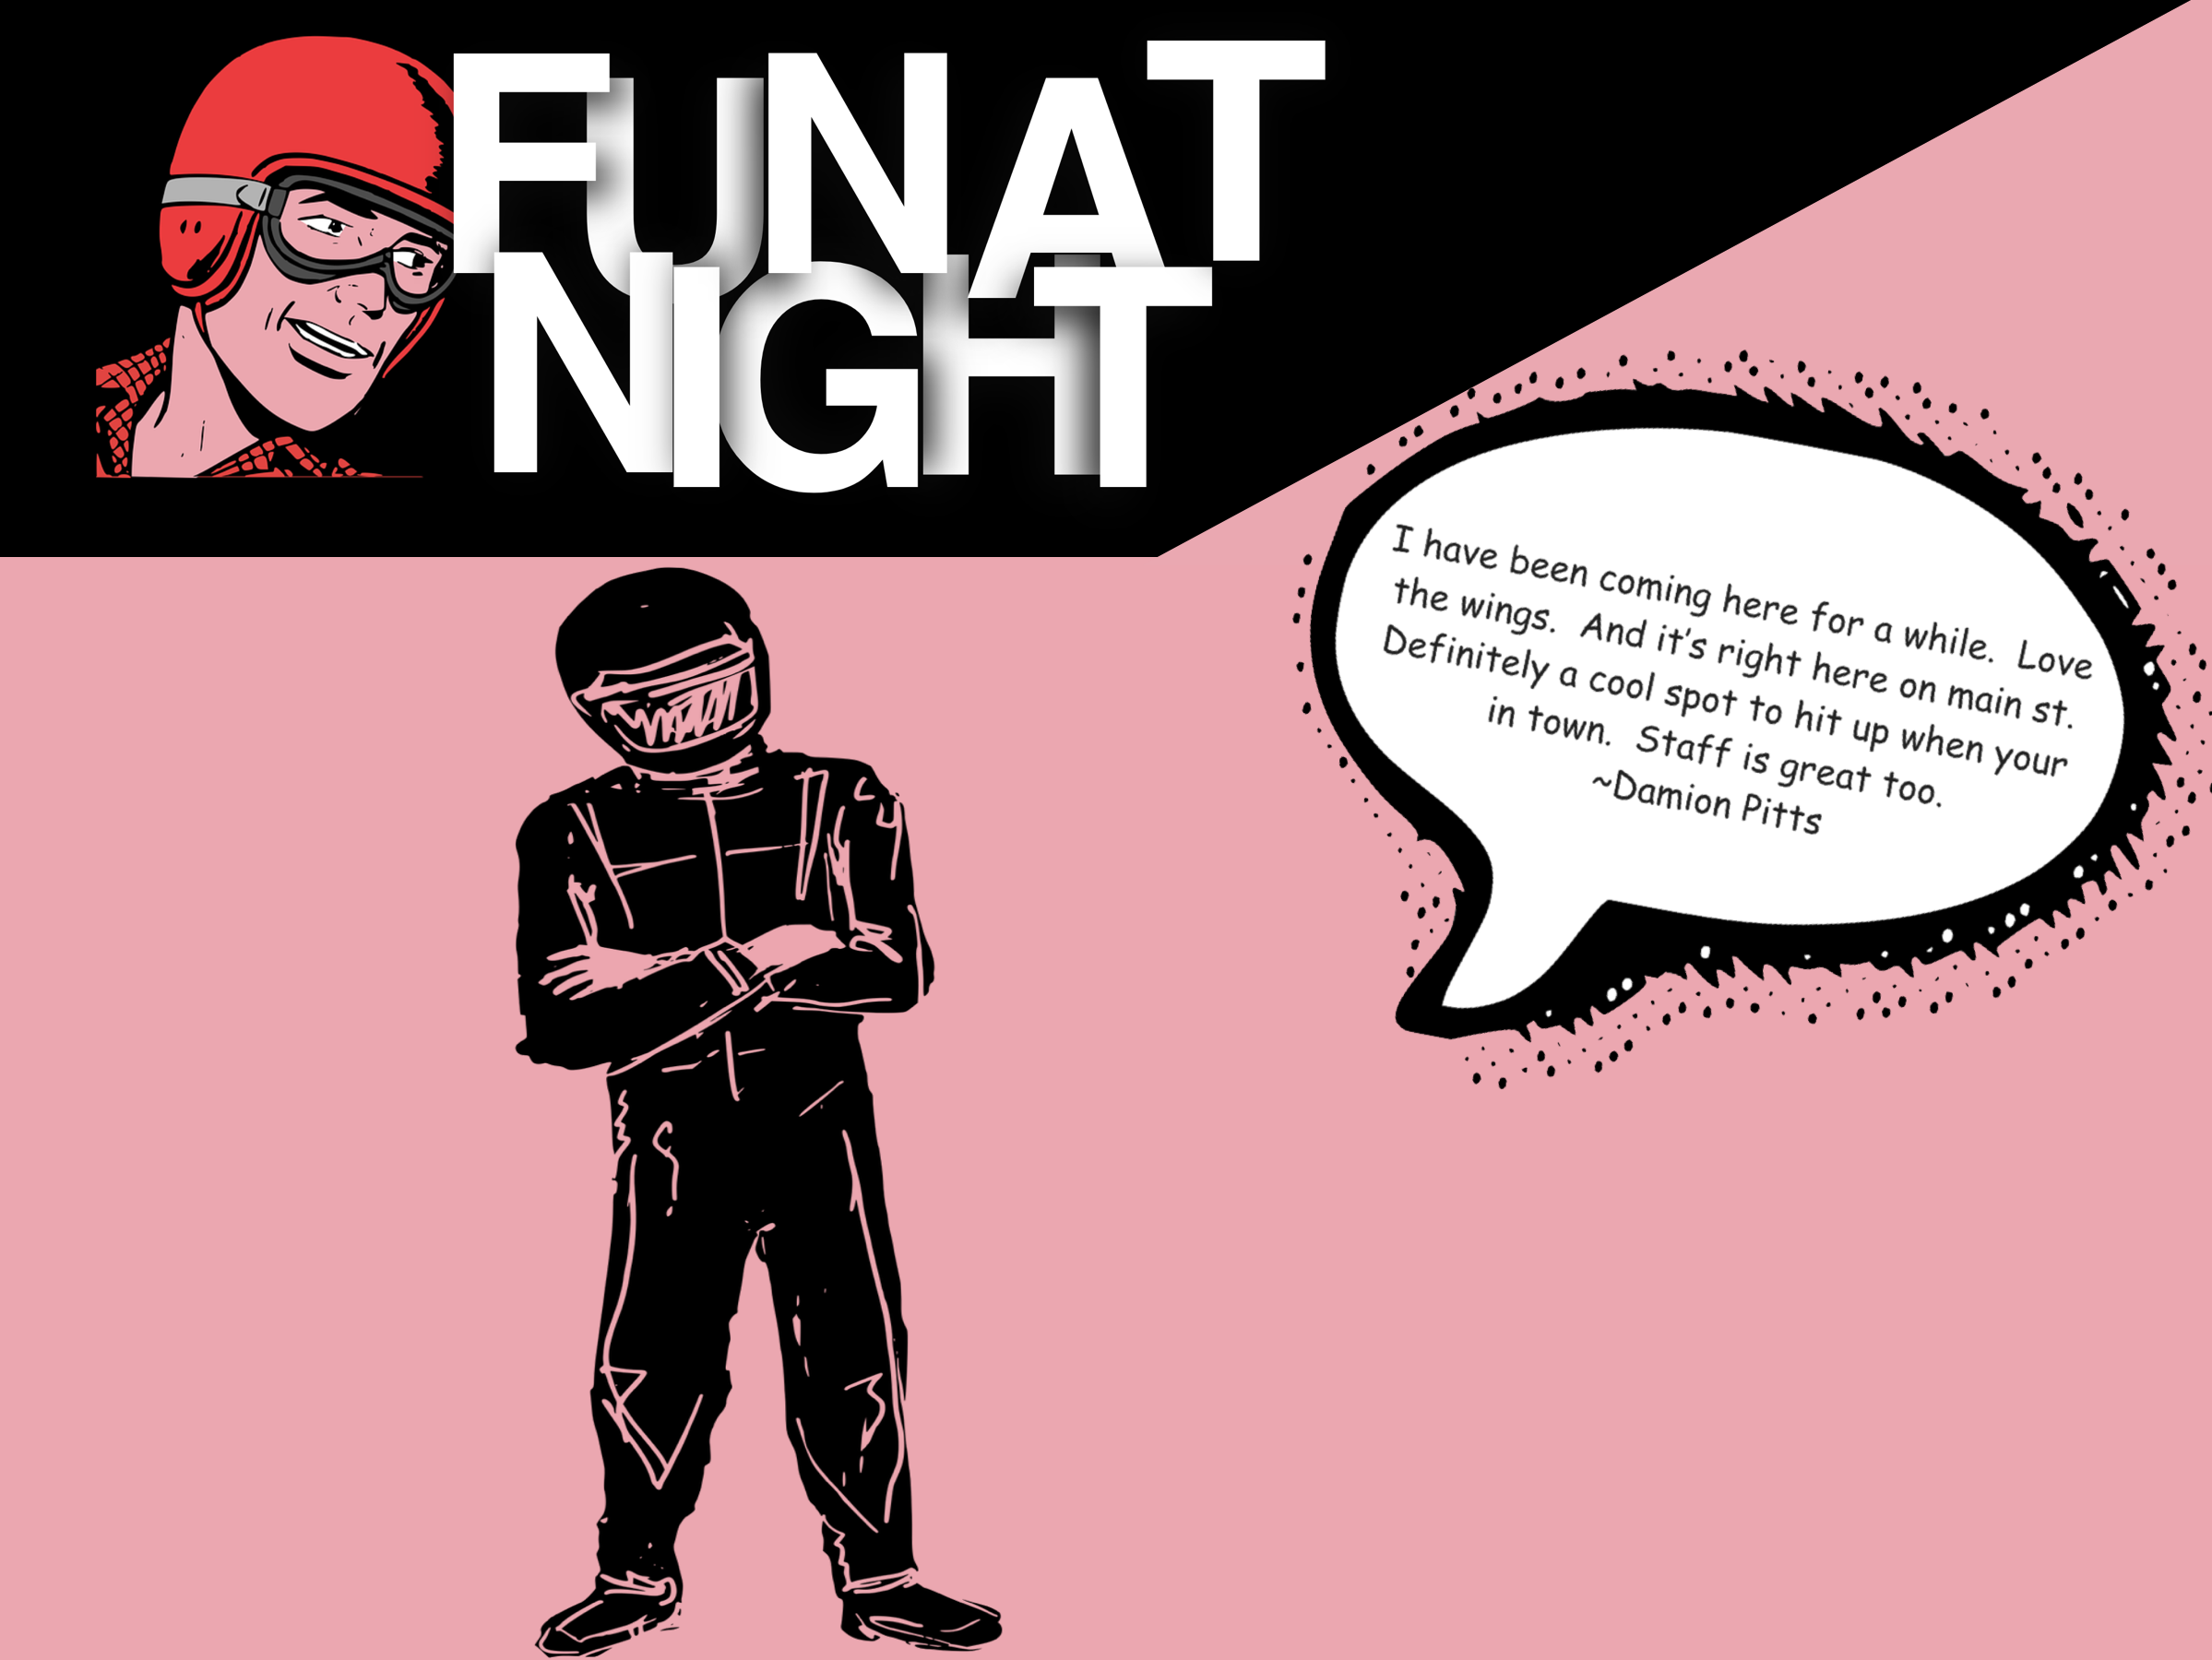 FUN AT
NIGHT
I have been coming here for a while.  Love
the wings.  And it's right here on main st.
Definitely a cool spot to hit up when your
in town.  Staff is great too.
~Damion Pitts